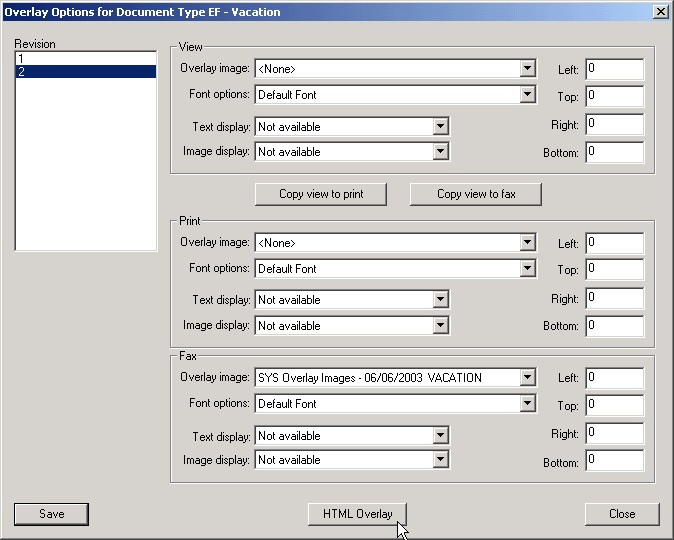 Overlay Options for Document Type EF - Vacation
Revision
1
2
View
Overlay image: <None> Left: 0
Font options: Default Font Top: 0
Text display: Not available Right: 0
Image display: Not available Bottom: 0
Copy view to print Copy view to fax
Print
Overlay image: <None> Left: 0
Font options: Default Font Top: 0
Text display: Not available Right: 0
Image display: Not available Bottom: 0
Fax
Overlay image: SYS Overlay Images - 06/06/2003 VACATION Left: 0
Font options: Default Font Top: 0
Text display: Not available Right: 0
Image display: Not available Bottom: 0
Save HTML Overlay Close